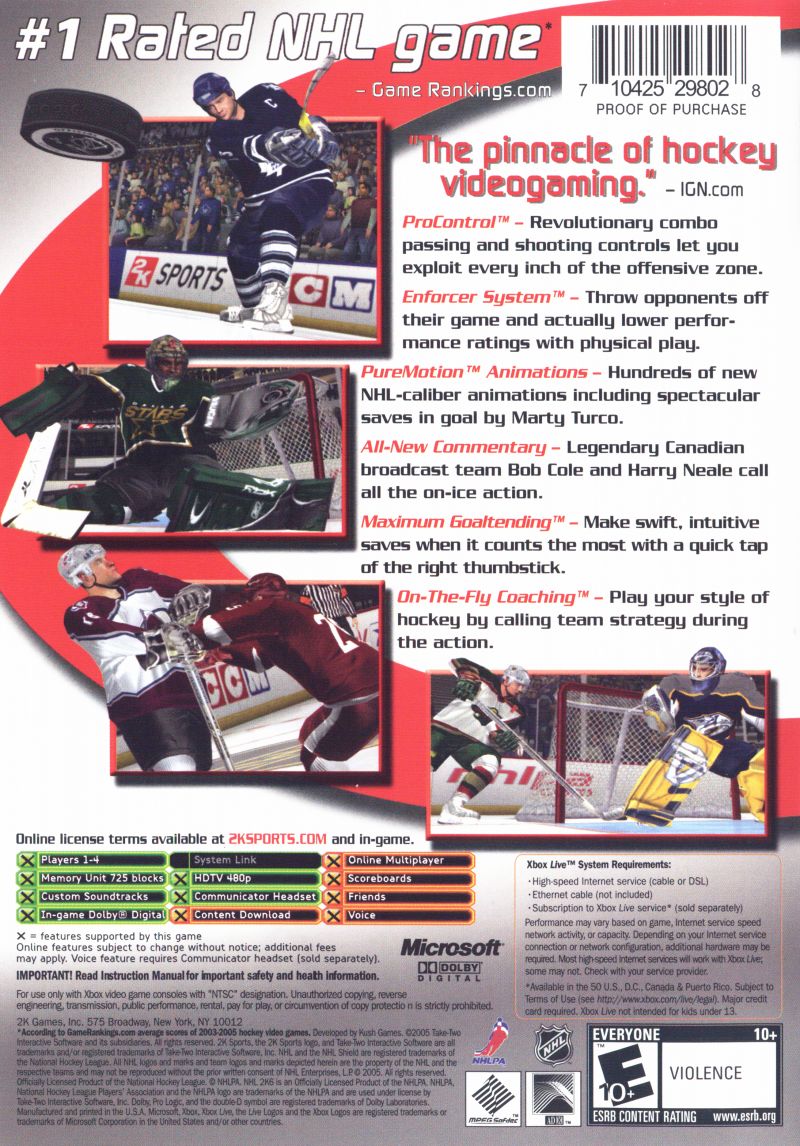 #1 Rated NHL game*
– Game Rankings.com
7 10425 29802 8
PROOF OF PURCHASE
"The pinnacle of hockey
videogaming." – IGN.com
ProControl™ – Revolutionary combo
passing and shooting controls let you
exploit every inch of the offensive zone.
Enforcer System™ – Throw opponents off
their game and actually lower perfor-
mance ratings with physical play.
PureMotion™ Animations – Hundreds of new
NHL-caliber animations including spectacular
saves in goal by Marty Turco.
All-New Commentary – Legendary Canadian
broadcast team Bob Cole and Harry Neale call
all the on-ice action.
Maximum Goaltending™ – Make swift, intuitive
saves when it counts the most with a quick tap
of the right thumbstick.
On-The-Fly Coaching™ – Play your style of
hockey by calling team strategy during
the action.
C
2K SPORTS
CCM
STARS
RBK
CCM
2
Online license terms available at 2KSPORTS.COM and in-game.
Players 1-4
System Link
Online Multiplayer
Memory Unit 725 blocks
HDTV 480p
Scoreboards
Custom Soundtracks
Communicator Headset
Friends
In-game Dolby® Digital
Content Download
Voice
X = features supported by this game
Online features subject to change without notice; additional fees
may apply. Voice feature requires Communicator headset (sold separately).
IMPORTANT! Read Instruction Manual for important safety and health information.
Microsoft®
DOLBY
DIGITAL
Xbox Live™ System Requirements:
• High-speed Internet service (cable or DSL)
• Ethernet cable (not included)
• Subscription to Xbox Live service* (sold separately)
Performance may vary based on game, Internet service speed
network activity, or capacity. Depending on your Internet service
connection or network configuration, additional hardware may be
required. Most high-speed Internet services will work with Xbox Live;
some may not. Check with your service provider.
*Available in the 50 U.S., D.C., Canada & Puerto Rico. Subject to
Terms of Use (see http://www.xbox.com/live/legal). Major credit
card required. Xbox Live not intended for kids under 13.
For use only with Xbox video game consoles with "NTSC" designation. Unauthorized copying, reverse
engineering, transmission, public performance, rental, pay for play, or circumvention of copy protectio n is strictly prohibited.
2K Games, Inc. 575 Broadway, New York, NY 10012
*According to GameRankings.com average scores of 2003-2005 hockey video games. Developed by Kush Games. ©2005 Take-Two
Interactive Software and its subsidiaries. All rights reserved. 2K Sports, the 2K Sports logo, and Take-Two Interactive Software are all
trademarks and/or registered trademarks of Take-Two Interactive Software, Inc. NHL and the NHL Shield are registered trademarks of
the National Hockey League. All NHL logos and marks and team logos and marks depicted herein are the property of the NHL and the
respective teams and may not be reproduced without the prior written consent of NHL Enterprises, L.P. © 2005. All rights reserved.
Officially Licensed Product of the National Hockey League. © NHLPA. NHL 2K6 is an Officially Licensed Product of the NHLPA. NHLPA,
National Hockey League Players' Association and the NHLPA logo are trademarks of the NHLPA and are used under license by
Take-Two Interactive Software, Inc. Dolby, Pro Logic, and the double-D symbol are registered trademarks of Dolby Laboratories.
Manufactured and printed in the U.S.A. Microsoft, Xbox, Xbox Live, the Live Logos and the Xbox Logos are registered trademarks or
trademarks of Microsoft Corporation in the United States and/or other countries.
NHLPA
NHL
MPEG Sofdec™
ADX™
EVERYONE 10+
E
10+
VIOLENCE
ESRB CONTENT RATING www.esrb.org